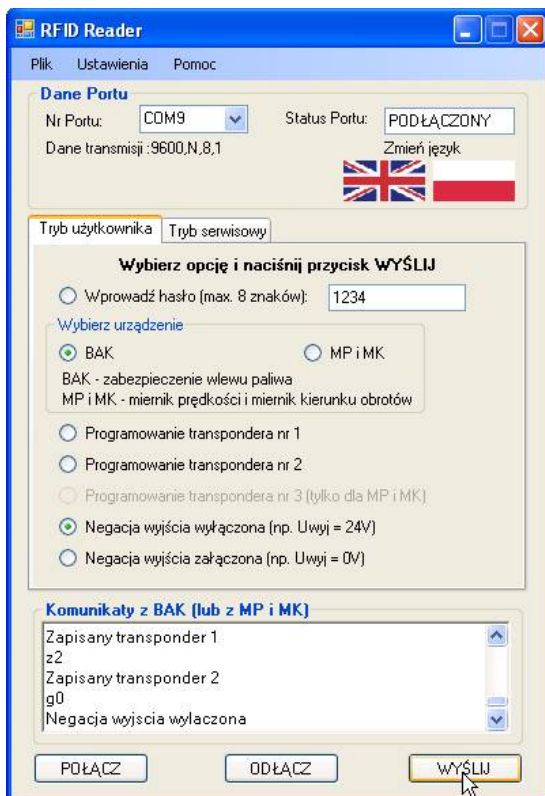 RFID Reader
Plik Ustawienia Pomoc
Dane Portu
Nr Portu: COM9 Status Portu: PODŁĄCZONY
Dane transmisji :9600,N,8,1 Zmień język
Tryb użytkownika Tryb serwisowy
Wybierz opcję i naciśnij przycisk WYŚLIJ
Wprowadź hasło (max. 8 znaków): 1234
Wybierz urządzenie
BAK MP i MK
BAK - zabezpieczenie wlewu paliwa
MP i MK - miernik prędkości i miernik kierunku obrotów
Programowanie transpondera nr 1
Programowanie transpondera nr 2
Programowanie transpondera nr 3 (tylko dla MP i MK)
Negacja wyjścia wyłączona (np. Uwyj = 24V)
Negacja wyjścia załączona (np. Uwyj = 0V)
Komunikaty z BAK (lub z MP i MK)
Zapisany transponder 1
z2
Zapisany transponder 2
g0
Negacja wyjscia wylaczona
POŁĄCZ ODŁĄCZ WYŚLIJ